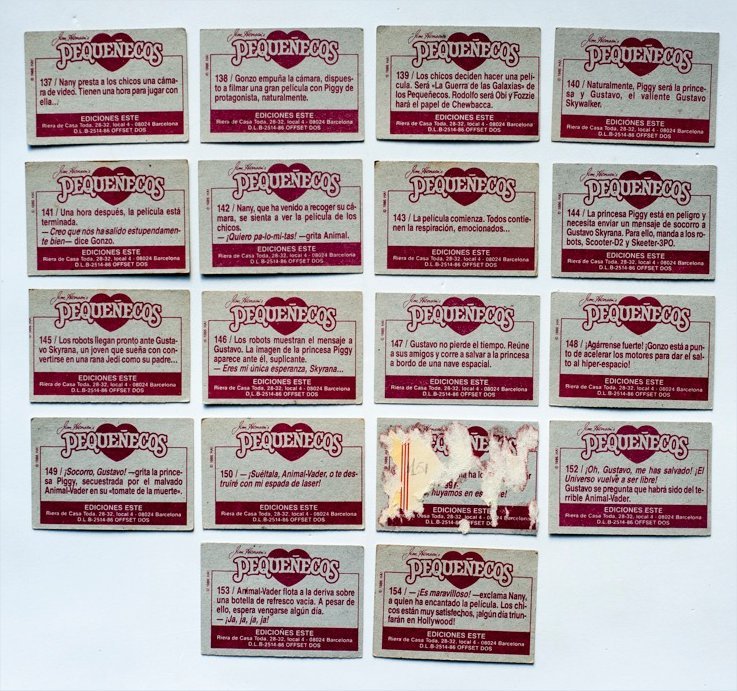 Jim Henson's
PEQUEÑECOS
137 / Nany presta a los chicos una cáma-
ra de video. Tienen una hora para jugar con
ella...
EDICIONES ESTE
Riera de Casa Toda, 28-32, local 4 - 08024 Barcelona
D.L.B-2514-86 OFFSET DOS
Jim Henson's
PEQUEÑECOS
138 / Gonzo empuña la cámara, dispues-
to a filmar una gran película con Piggy de
protagonista, naturalmente.
EDICIONES ESTE
Riera de Casa Toda, 28-32, local 4 - 08024 Barcelona
D.L.B-2514-86 OFFSET DOS
Jim Henson's
PEQUEÑECOS
139 / Los chicos deciden hacer una pelí-
cula. Será «La Guerra de las Galaxias» de
los Pequeñecos. Rodolfo será Obi y Fozzie
hará el papel de Chewbacca.
EDICIONES ESTE
Riera de Casa Toda, 28-32, local 4 - 08024 Barcelona
D.L.B-2514-86 OFFSET DOS
Jim Henson's
PEQUEÑECOS
140 / Naturalmente, Piggy será la prince-
sa y Gustavo, el valiente Gustavo
Skywalker.
EDICIONES ESTE
Riera de Casa Toda, 28-32, local 4 - 08024 Barcelona
D.L.B-2514-86 OFFSET DOS
Jim Henson's
PEQUEÑECOS
141 / Una hora después, la película está
terminada.
— Creo que nos ha salido estupendamen-
te bien— dice Gonzo.
EDICIONES ESTE
Riera de Casa Toda, 28-32, local 4 - 08024 Barcelona
D.L.B-2514-86 OFFSET DOS
Jim Henson's
PEQUEÑECOS
142 / Nany, que ha venido a recoger su cá-
mara, se sienta a ver la película de los
chicos.
— ¡Quiero pa-lo-mi-tas! —grita Animal.
EDICIONES ESTE
Riera de Casa Toda, 28-32, local 4 - 08024 Barcelona
D.L.B-2514-86 OFFSET DOS
Jim Henson's
PEQUEÑECOS
143 / La película comienza. Todos contie-
nen la respiración, emocionados...
EDICIONES ESTE
Riera de Casa Toda, 28-32, local 4 - 08024 Barcelona
D.L.B-2514-86 OFFSET DOS
Jim Henson's
PEQUEÑECOS
144 / La princesa Piggy está en peligro y
necesita enviar un mensaje de socorro a
Gustavo Skyrana. Para ello, manda a los ro-
bots, Scooter-D2 y Skeeter-3PO.
EDICIONES ESTE
Riera de Casa Toda, 28-32, local 4 - 08024 Barcelona
D.L.B-2514-86 OFFSET DOS
Jim Henson's
PEQUEÑECOS
145 / Los robots llegan pronto ante Gusta-
vo Skyrana, un joven que sueña con con-
vertirse en una rana Jedi como su padre...
EDICIONES ESTE
Riera de Casa Toda, 28-32, local 4 - 08024 Barcelona
D.L.B-2514-86 OFFSET DOS
Jim Henson's
PEQUEÑECOS
146 / Los robots muestran el mensaje a
Gustavo. La imagen de la princesa Piggy
aparece ante él, suplicante.
— Eres mi única esperanza, Skyrana...
EDICIONES ESTE
Riera de Casa Toda, 28-32, local 4 - 08024 Barcelona
D.L.B-2514-86 OFFSET DOS
Jim Henson's
PEQUEÑECOS
147 / Gustavo no pierde el tiempo. Reúne
a sus amigos y corre a salvar a la princesa
a bordo de una nave espacial.
EDICIONES ESTE
Riera de Casa Toda, 28-32, local 4 - 08024 Barcelona
D.L.B-2514-86 OFFSET DOS
Jim Henson's
PEQUEÑECOS
148 / ¡Agárrense fuerte! ¡Gonzo está a pun-
to de acelerar los motores para dar el sal-
to al hiper-espacio!
EDICIONES ESTE
Riera de Casa Toda, 28-32, local 4 - 08024 Barcelona
D.L.B-2514-86 OFFSET DOS
Jim Henson's
PEQUEÑECOS
149 / ¡Socorro, Gustavo! —grita la prince-
sa Piggy, secuestrada por el malvado
Animal-Vader en su «tomate de la muerte».
EDICIONES ESTE
Riera de Casa Toda, 28-32, local 4 - 08024 Barcelona
D.L.B-2514-86 OFFSET DOS
Jim Henson's
PEQUEÑECOS
150 / — ¡Suéltala, Animal-Vader, o te des-
truiré con mi espada de laser!
EDICIONES ESTE
Riera de Casa Toda, 28-32, local 4 - 08024 Barcelona
D.L.B-2514-86 OFFSET DOS
151
huyamos en
ESTE
OFFSET DOS
Jim Henson's
PEQUEÑECOS
152 / ¡Oh, Gustavo, me has salvado! ¡El
Universo vuelve a ser libre!
Gustavo se pregunta que habrá sido del te-
rrible Animal-Vader.
EDICIONES ESTE
Riera de Casa Toda, 28-32, local 4 - 08024 Barcelona
D.L.B-2514-86 OFFSET DOS
Jim Henson's
PEQUEÑECOS
153 / Animal-Vader flota a la deriva sobre
una botella de refresco vacía. A pesar de
ello, espera vengarse algún día.
— ¡Ja, ja, ja, ja!
EDICIONES ESTE
Riera de Casa Toda, 28-32, local 4 - 08024 Barcelona
D.L.B-2514-86 OFFSET DOS
Jim Henson's
PEQUEÑECOS
154 / — ¡Es maravilloso! —exclama Nany,
a quien ha encantado la película. Los chi-
cos están muy satisfechos, ¡algún día triun-
farán en Hollywood!
EDICIONES ESTE
Riera de Casa Toda, 28-32, local 4 - 08024 Barcelona
D.L.B-2514-86 OFFSET DOS